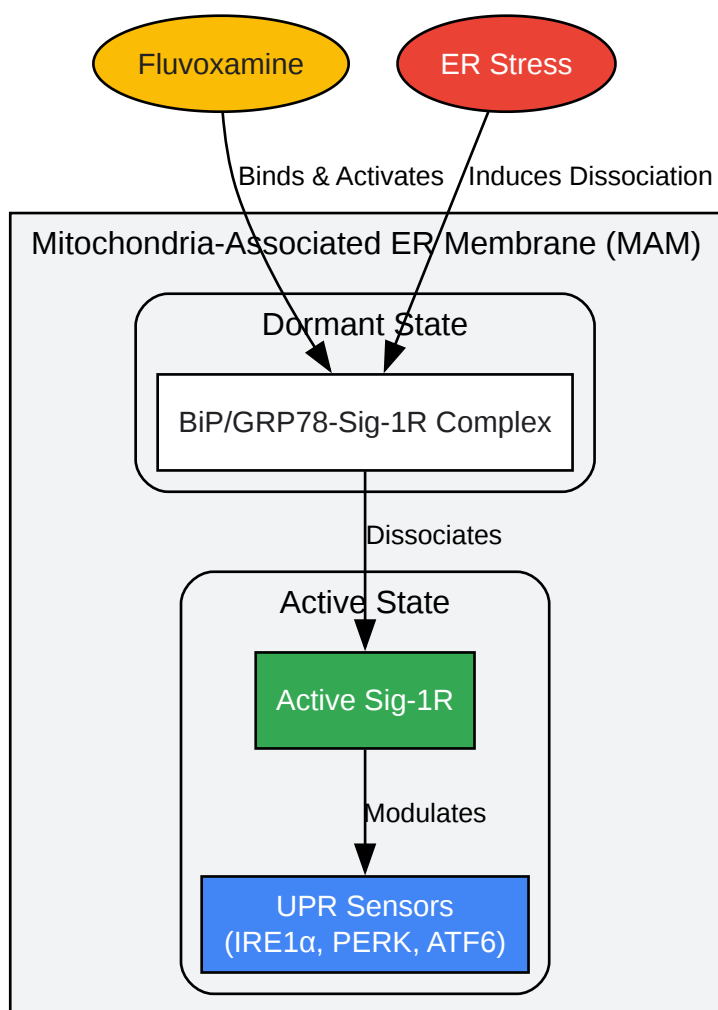 Fluvoxamine
ER Stress
Binds & Activates
Induces Dissociation
Mitochondria-Associated ER Membrane (MAM)
Dormant State
BiP/GRP78-Sig-1R Complex
Dissociates
Active State
Active Sig-1R
Modulates
UPR Sensors
(IRE1α, PERK, ATF6)